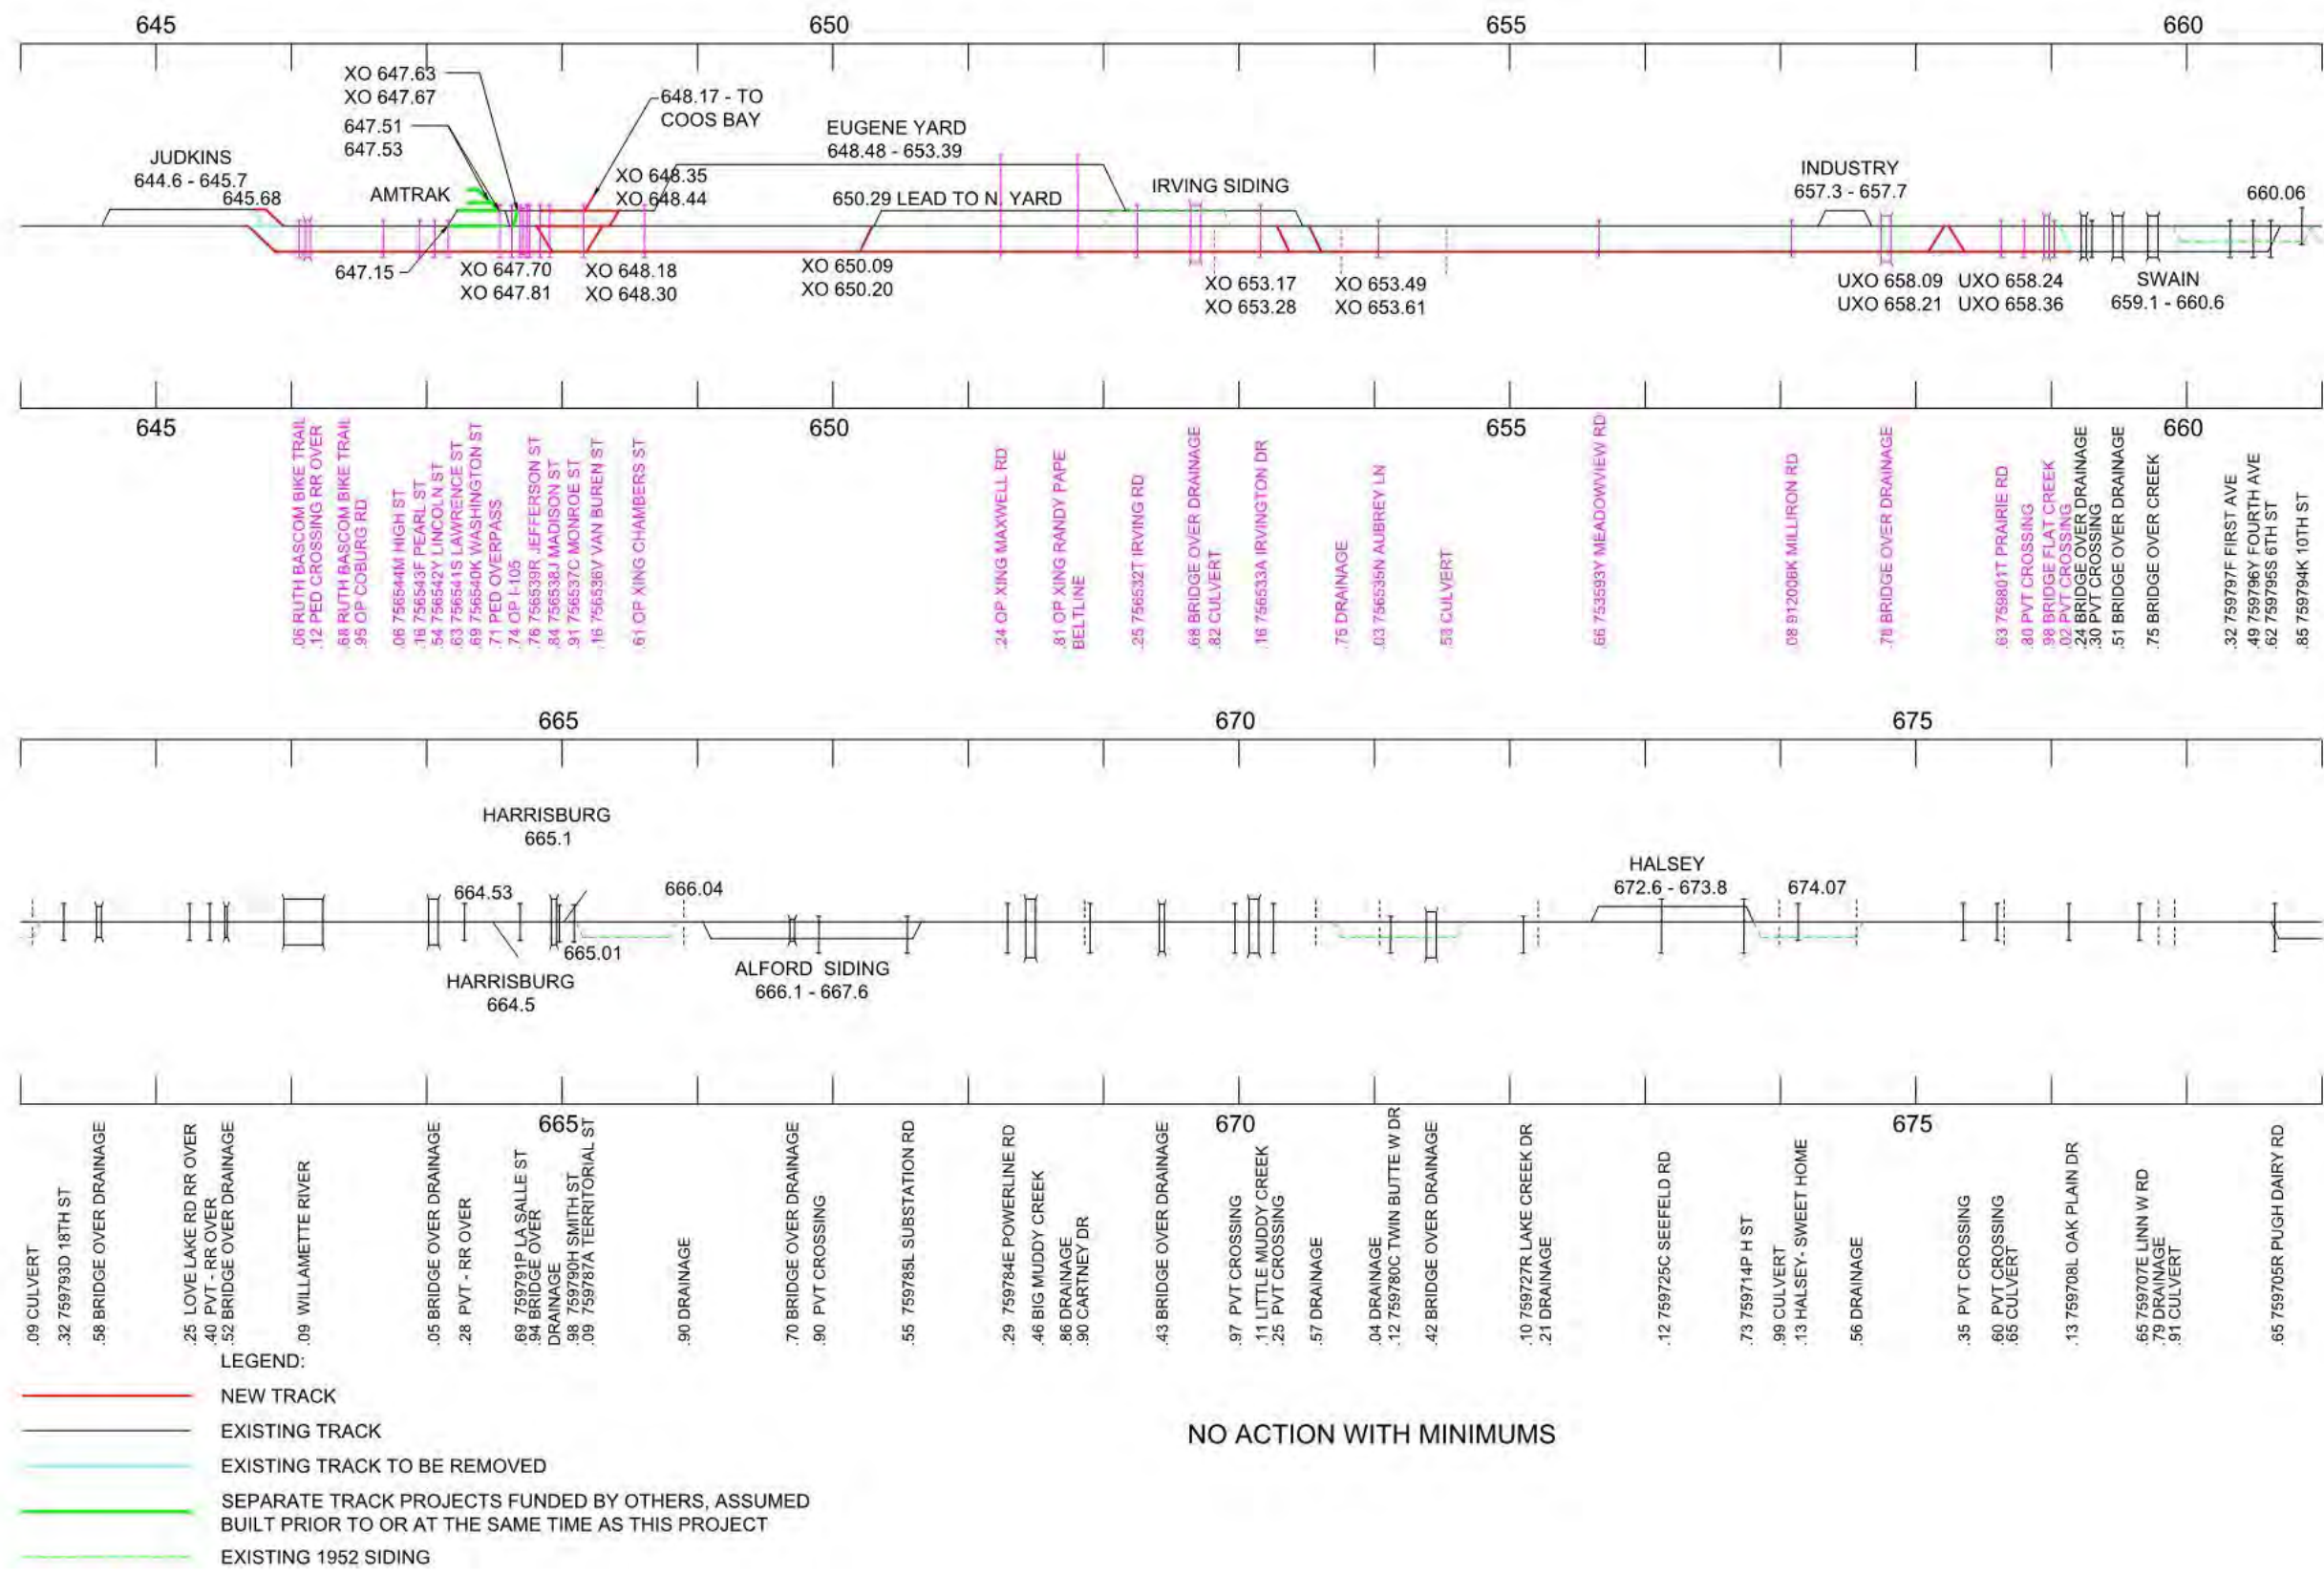 645
650
655
660
XO 647.63
XO 647.67
647.51
647.53
648.17 - TO
COOS BAY
JUDKINS
644.6 - 645.7
645.68
AMTRAK
XO 648.35
XO 648.44
EUGENE YARD
648.48 - 653.39
650.29 LEAD TO N. YARD
IRVING SIDING
INDUSTRY
657.3 - 657.7
660.06
647.15
XO 647.70
XO 647.81
XO 648.18
XO 648.30
XO 650.09
XO 650.20
XO 653.17
XO 653.28
XO 653.49
XO 653.61
UXO 658.09
UXO 658.21
UXO 658.24
UXO 658.36
SWAIN
659.1 - 660.6
645
650
655
660
.06 RUTH BASCOM BIKE TRAIL
.12 PED CROSSING RR OVER
.68 RUTH BASCOM BIKE TRAIL
.95 OP COBURG RD
.06 756544M HIGH ST
.16 756543F PEARL ST
.54 756542Y LINCOLN ST
.63 756541S LAWRENCE ST
.69 756540K WASHINGTON ST
.71 PED OVERPASS
.74 OP I-105
.76 756539R JEFFERSON ST
.84 756538J MADISON ST
.91 756537C MONROE ST
.16 756536V VAN BUREN ST
.61 OP XING CHAMBERS ST
.24 OP XING MAXWELL RD
.81 OP XING RANDY PAPE
BELTLINE
.25 756532T IRVING RD
.68 BRIDGE OVER DRAINAGE
.82 CULVERT
.16 756533A IRVINGTON DR
.75 DRAINAGE
.03 756535N AUBREY LN
.53 CULVERT
.66 753593Y MEADOWVIEW RD
.08 912006K MILLIRON RD
.78 BRIDGE OVER DRAINAGE
.63 759801T PRAIRIE RD
.80 PVT CROSSING
.98 BRIDGE FLAT CREEK
.02 PVT CROSSING
.24 BRIDGE OVER DRAINAGE
.30 PVT CROSSING
.51 BRIDGE OVER DRAINAGE
.75 BRIDGE OVER CREEK
.32 759797F FIRST AVE
.49 759796Y FOURTH AVE
.62 759795S 6TH ST
.85 759794K 10TH ST
665
670
675
HARRISBURG
665.1
664.53
666.04
HALSEY
672.6 - 673.8
674.07
665.01
HARRISBURG
664.5
ALFORD SIDING
666.1 - 667.6
665
670
675
.09 CULVERT
.32 759793D 18TH ST
.58 BRIDGE OVER DRAINAGE
.25 LOVE LAKE RD RR OVER
.40 PVT - RR OVER
.52 BRIDGE OVER DRAINAGE
.09 WILLAMETTE RIVER
.05 BRIDGE OVER DRAINAGE
.28 PVT - RR OVER
.69 759791P LA SALLE ST
.94 BRIDGE OVER
DRAINAGE
.98 759790H SMITH ST
.09 759787A TERRITORIAL ST
.90 DRAINAGE
.70 BRIDGE OVER DRAINAGE
.90 PVT CROSSING
.55 759785L SUBSTATION RD
.29 759784E POWERLINE RD
.46 BIG MUDDY CREEK
.86 DRAINAGE
.90 CARTNEY DR
.43 BRIDGE OVER DRAINAGE
.97 PVT CROSSING
.11 LITTLE MUDDY CREEK
.25 PVT CROSSING
.57 DRAINAGE
.04 DRAINAGE
.12 759780C TWIN BUTTE W DR
.42 BRIDGE OVER DRAINAGE
.10 759727R LAKE CREEK DR
.21 DRAINAGE
.12 759725C SEEFELD RD
.73 759714P H ST
.99 CULVERT
.13 HALSEY- SWEET HOME
.56 DRAINAGE
.35 PVT CROSSING
.60 PVT CROSSING
.65 CULVERT
.13 759708L OAK PLAIN DR
.65 759707E LINN W RD
.79 DRAINAGE
.91 CULVERT
.65 759705R PUGH DAIRY RD
LEGEND:
NEW TRACK
EXISTING TRACK
EXISTING TRACK TO BE REMOVED
SEPARATE TRACK PROJECTS FUNDED BY OTHERS, ASSUMED
BUILT PRIOR TO OR AT THE SAME TIME AS THIS PROJECT
EXISTING 1952 SIDING
NO ACTION WITH MINIMUMS